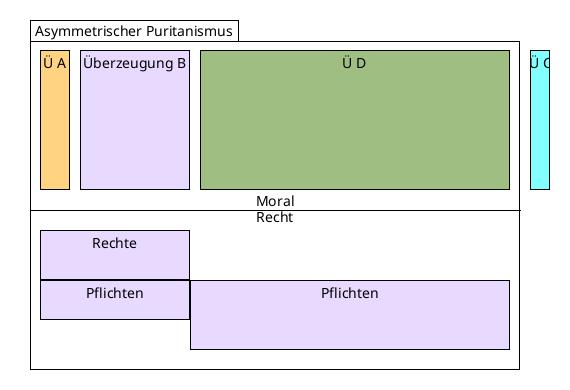 Asymmetrischer Puritanismus
Ü A
Überzeugung B
Ü D
Ü C
Moral
Recht
Rechte
Pflichten
Pflichten